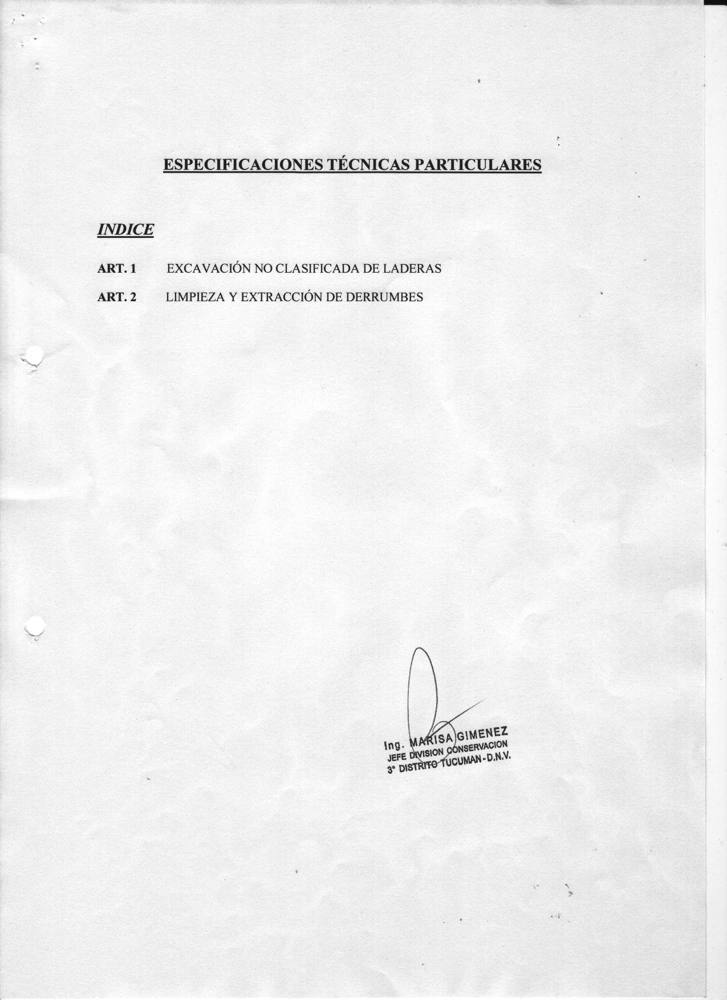 ESPECIFICACIONES TÉCNICAS PARTICULARES
INDICE
ART. 1 EXCAVACIÓN NO CLASIFICADA DE LADERAS
ART. 2 LIMPIEZA Y EXTRACCIÓN DE DERRUMBES
Ing. MARISA GIMENEZ
JEFE DIVISION CONSERVACION
3° DISTRITO TUCUMAN-D.N.V.